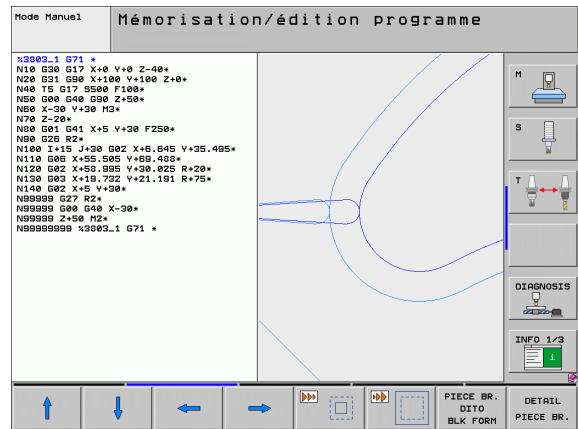 Mode Manuel
Mémorisation/édition programme
%3803_1 G71 *
N10 G30 G17 X+0 Y+0 Z-40*
N20 G31 G90 X+100 Y+100 Z+0*
N40 T5 G17 S500 F100*
N50 G00 G40 G90 Z+50*
N60 X-30 Y+30 M3*
N70 Z-20*
N80 G01 G41 X+5 Y+30 F250*
N90 G26 R2*
N100 I+15 J+30 G02 X+6.645 Y+35.495*
N110 G06 X+55.505 Y+69.488*
N120 G02 X+58.995 Y+30.025 R+20*
N130 G03 X+19.732 Y+21.191 R+75*
N140 G02 X+5 Y+30*
N99999 G27 R2*
N99999 G00 G40 X-30*
N99999 Z+50 M2*
N99999999 %3803_1 G71 *
M
S
T
DIAGNOSIS
INFO 1/3
i
PIECE BR.
DITO
BLK FORM
DETAIL
PIECE BR.